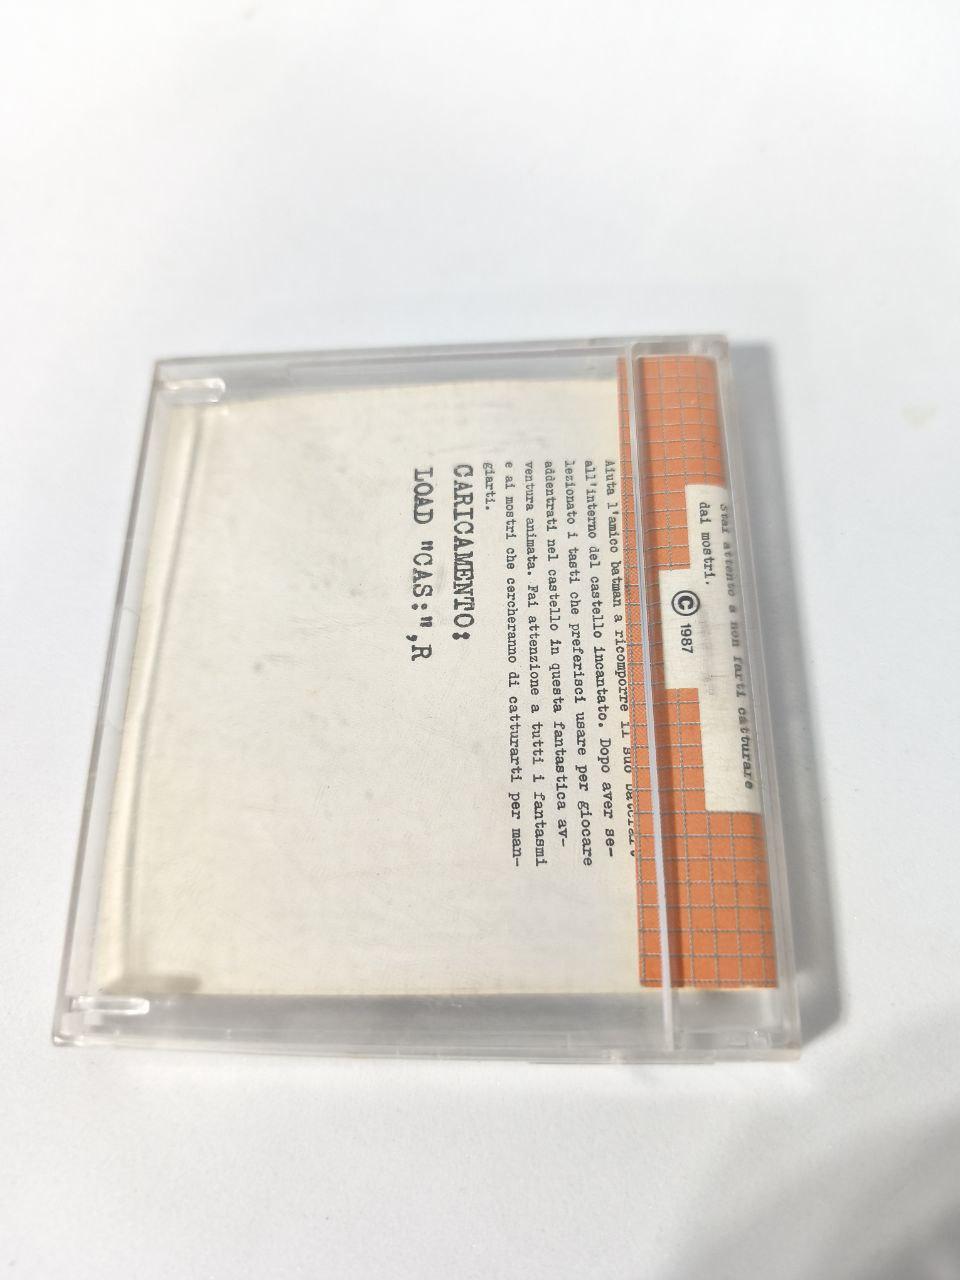 Stai attento a non farti catturare
dai mostri.
© 1987
Aiuta l'amico batman a ricomporre il suo
all'interno del castello incantato. Dopo aver se-
lezionato i tasti che preferisci usare per giocare
addentrati nel castello in questa fantastica av-
ventura animata. Fai attenzione a tutti i fantasmi
e ai mostri che cercheranno di catturarti per man-
giarti.
CARICAMENTO:
LOAD "CAS:",R